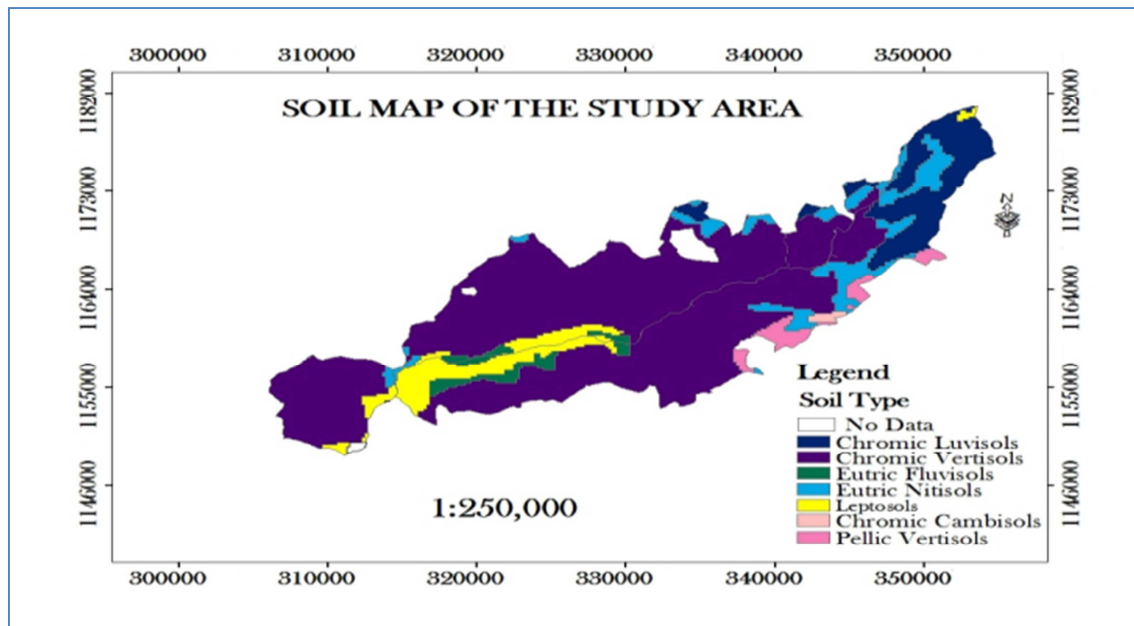 300000 310000 320000 330000 340000 350000
SOIL MAP OF THE STUDY AREA
1182000 1182000
1173000 1173000
N
1164000 1164000
1155000 1155000
1146000 1146000
Legend
Soil Type
No Data
Chromic Luvisols
Chromic Vertisols
Eutric Fluvisols
Eutric Nitisols
Leptosols
Chromic Cambisols
Pellic Vertisols
1:250,000
300000 310000 320000 330000 340000 350000